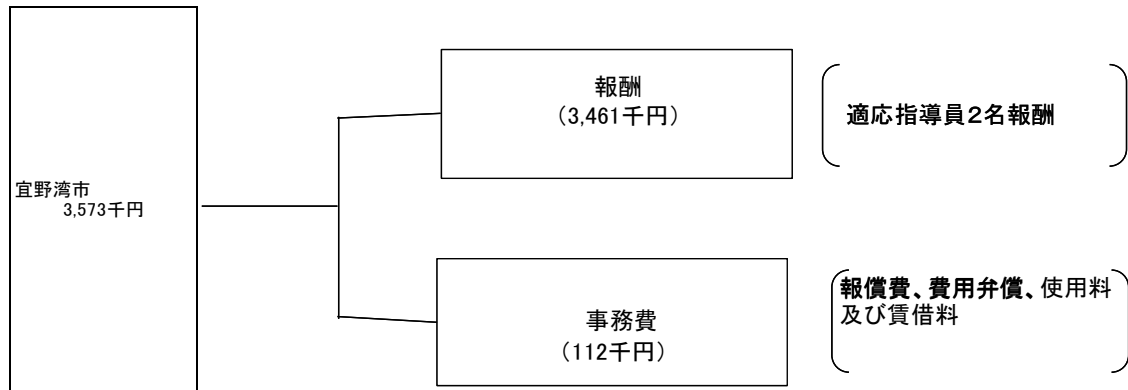 宜野湾市
3,573千円
報酬
（3,461千円）
適応指導員２名報酬
事務費
（112千円）
報償費、費用弁償、使用料
及び賃借料